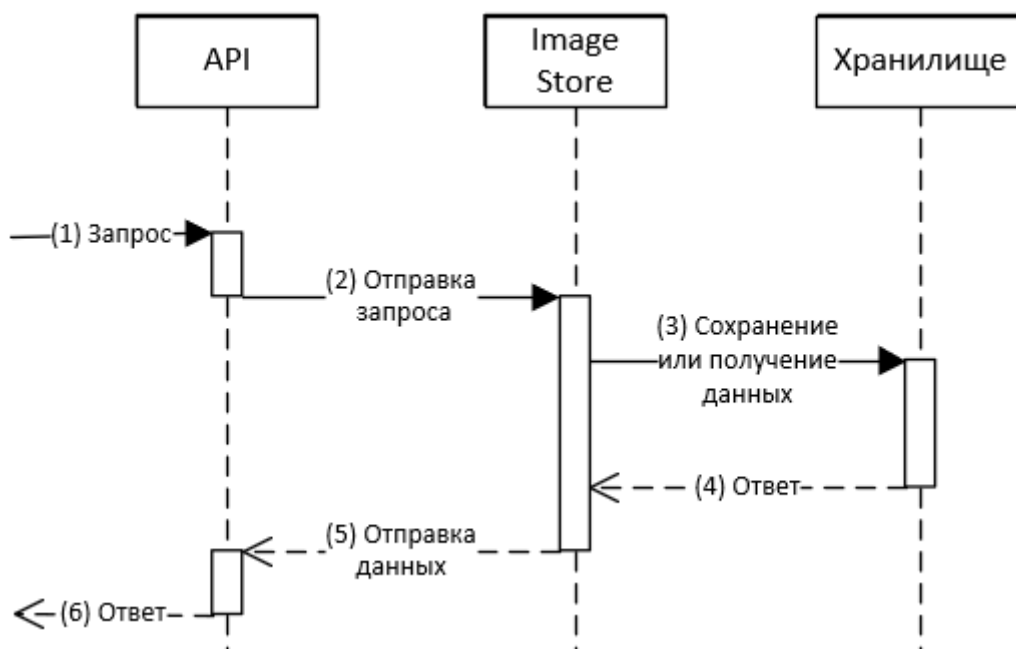 API
Image
Store
Хранилище
(1) Запрос
(2) Отправка
запроса
(3) Сохранение
или получение
данных
(4) Ответ
(5) Отправка
данных
(6) Ответ